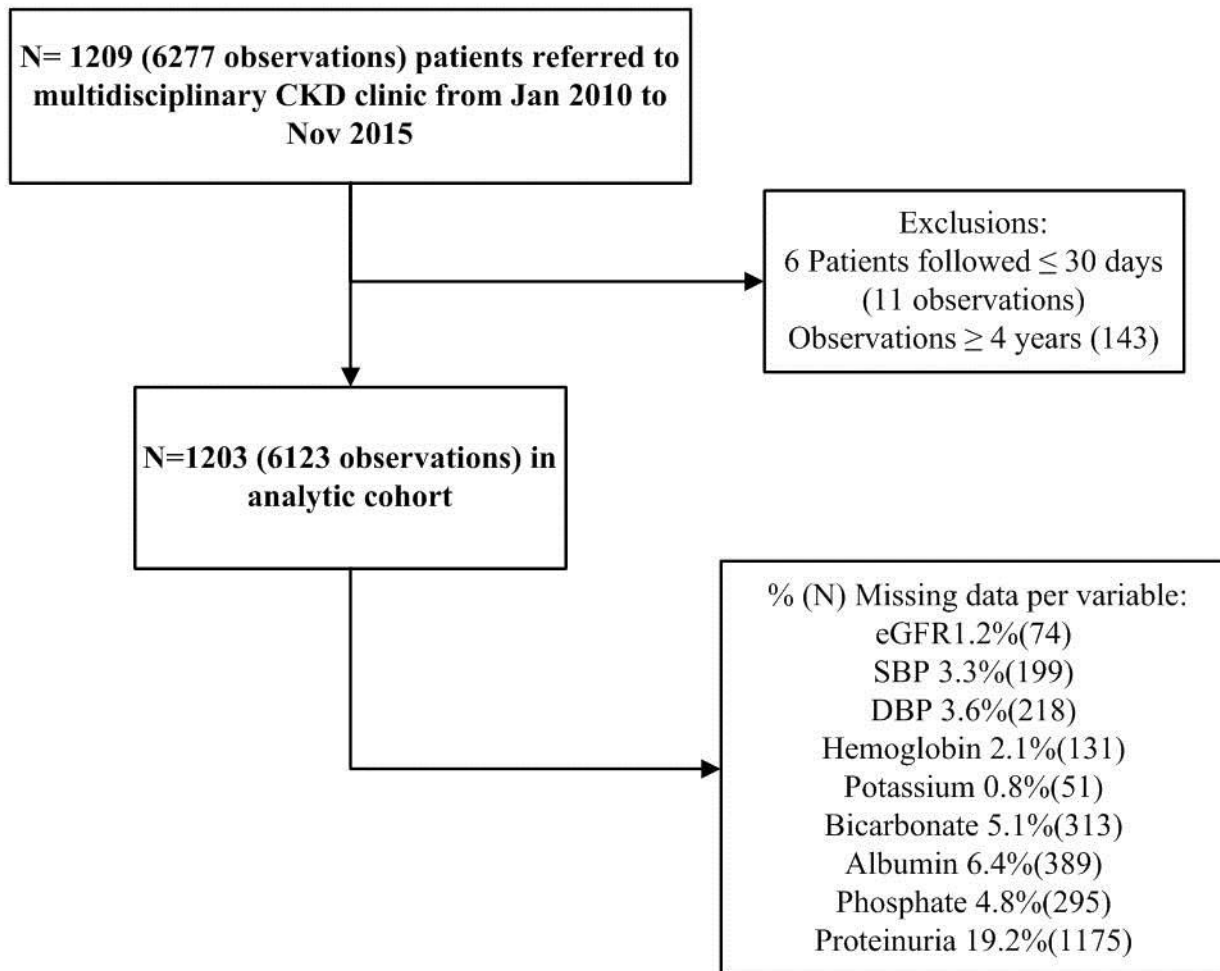 N= 1209 (6277 observations) patients referred to
multidisciplinary CKD clinic from Jan 2010 to
Nov 2015
Exclusions:
6 Patients followed ≤ 30 days
(11 observations)
Observations ≥ 4 years (143)
N=1203 (6123 observations) in
analytic cohort
% (N) Missing data per variable:
eGFR1.2%(74)
SBP 3.3%(199)
DBP 3.6%(218)
Hemoglobin 2.1%(131)
Potassium 0.8%(51)
Bicarbonate 5.1%(313)
Albumin 6.4%(389)
Phosphate 4.8%(295)
Proteinuria 19.2%(1175)